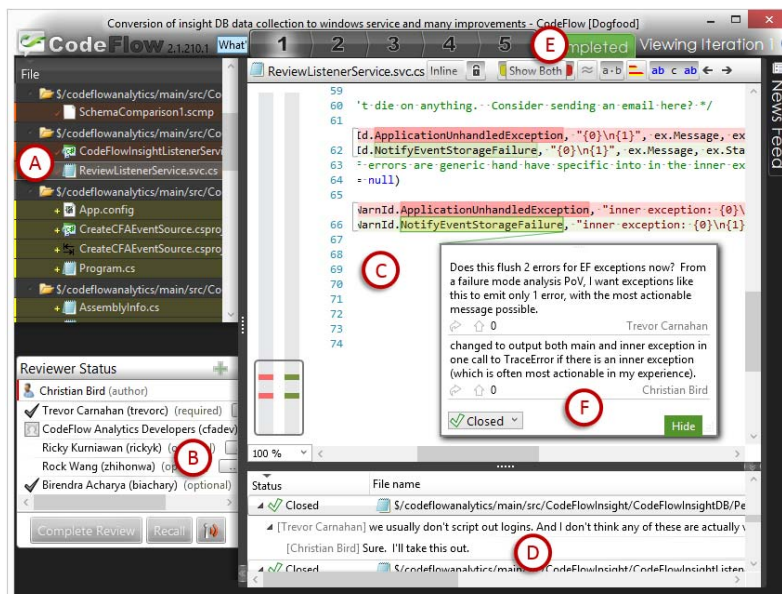 Conversion of insight DB data collection to windows service and many improvements - CodeFlow [Dogfood]
CodeFlow 2.1.210.1 What'
1 2 3 4 5 E Completed Viewing Iteration 1
File
$/codeflowanalytics/main/src/Co
SchemaComparison1.scmp
A
CodeFlowInsightListenerServi
ReviewListenerService.svc.cs
$/codeflowanalytics/main/src/Co
+ App.config
+ CreateCFAEventSource.csproj
+ CreateCFAEventSource.csproj
+ Program.cs
$/codeflowanalytics/main/src/Co
+ AssemblyInfo.cs
Reviewer Status
Christian Bird (author)
Trevor Carnahan (trevorc) (required)
CodeFlow Analytics Developers (cfadev)
Ricky Kurniawan (rickyk)
B
Rock Wang (zhihonwa)
Birendra Acharya (biachary) (optional)
Complete Review Recall
ReviewListenerService.svc.cs Inline Show Both a-b ab c ab
59
60 't die on anything. Consider sending an email here? */
61
Id.ApplicationUnhandledException, "{0}\n{1}", ex.Message, ex
62 Id.NotifyEventStorageFailure, "{0}\n{1}", ex.Message, ex.Sta
63 = errors are generic hand have specific into in the inner ex
64 = null)
65
WarnId.ApplicationUnhandledException, "inner exception: {0}\
66 WarnId.NotifyEventStorageFailure, "inner exception: {0}\n{1}
67
68
69
70
71
72
73
74
C
Does this flush 2 errors for EF exceptions now? From
a failure mode analysis PoV, I want exceptions like
this to emit only 1 error, with the most actionable
message possible.
0 Trevor Carnahan
changed to output both main and inner exception in
one call to TraceError if there is an inner exception
(which is often most actionable in my experience).
0 Christian Bird
F
Closed Hide
100 %
Status File name
Closed $/codeflowanalytics/main/src/CodeFlowInsight/CodeFlowInsightDB/Pe
[Trevor Carnahan] we usually don't script out logins. And I don't think any of these are actually
[Christian Bird] Sure. I'll take this out.
D
Closed $/codeflowanalytics/main/src/CodeFlowInsight/CodeFlowInsightListen
News Feed